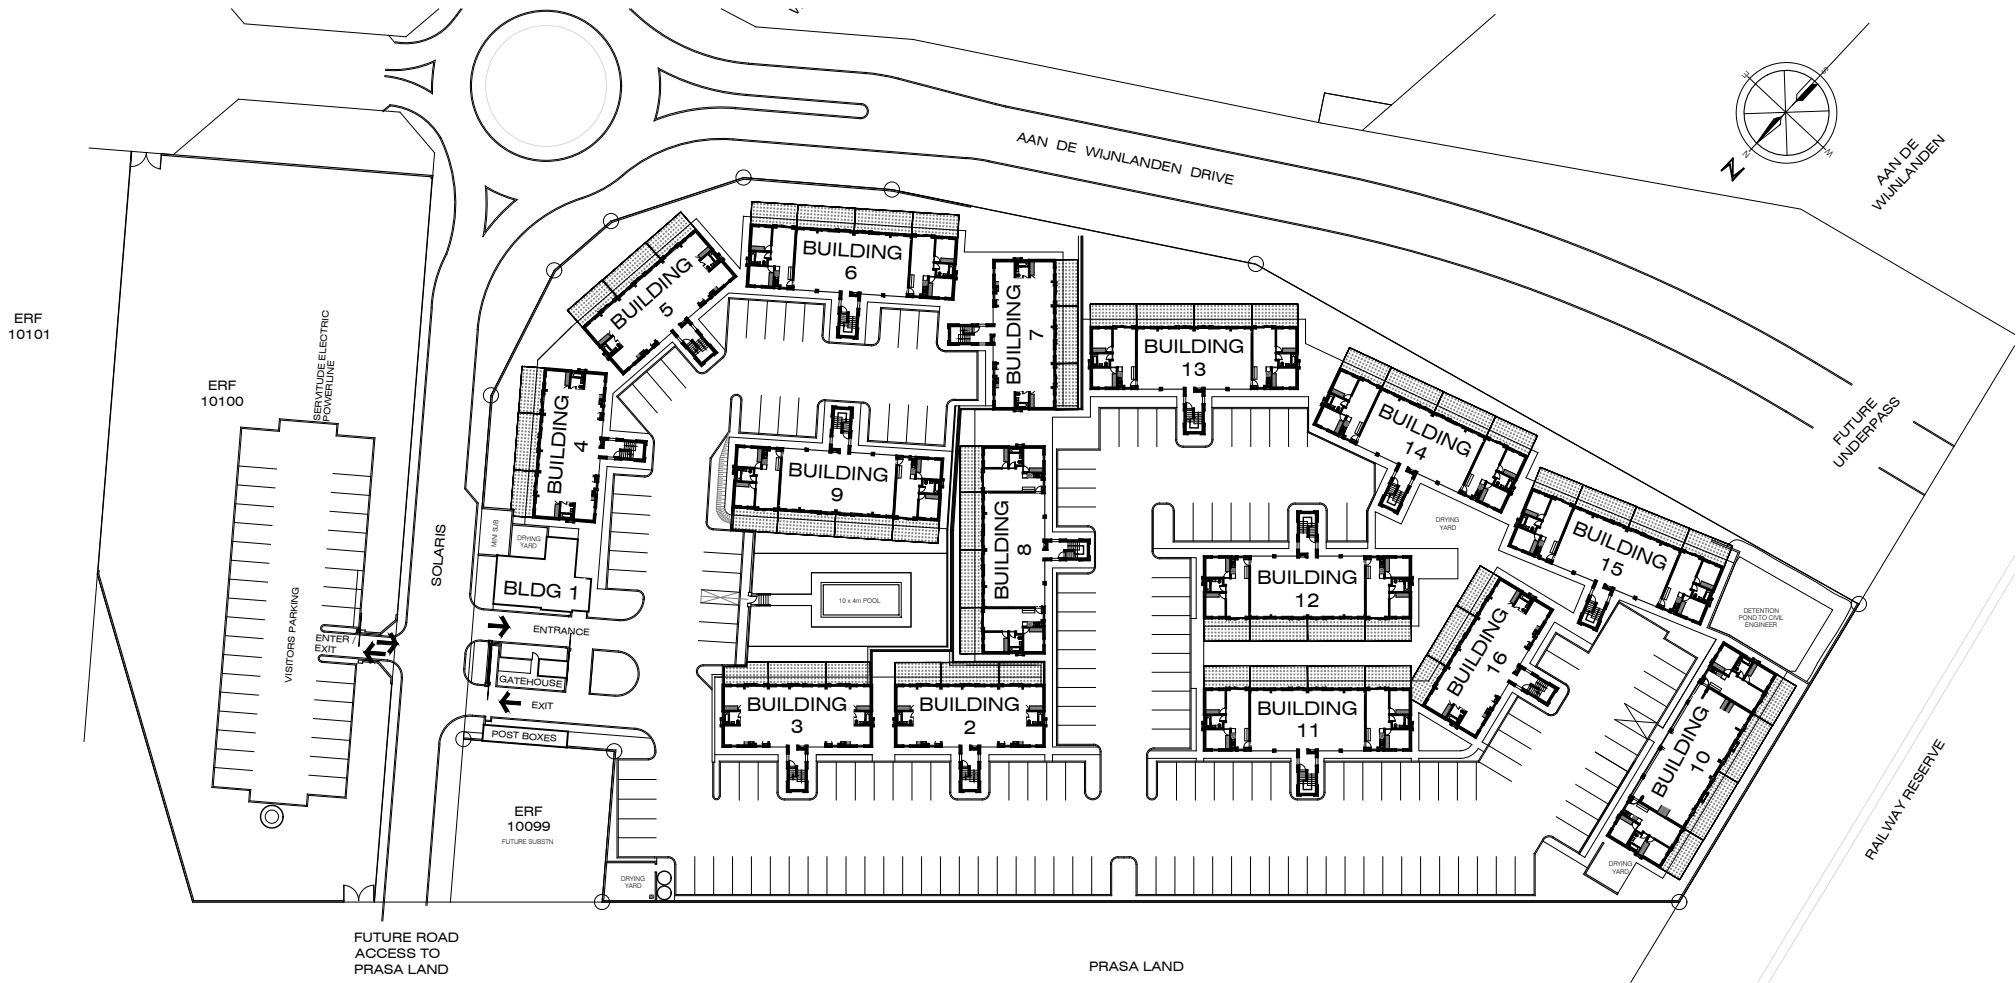 AAN DE WIJNLANDEN DRIVE
S
E
W
N
N
AAN DE
WIJNLANDEN
ERF
10101
ERF
10100
SERVITUDE ELECTRIC
POWERLINE
VISITORS PARKING
ENTER /
EXIT
SOLARIS
BUILDING
5
BUILDING
6
BUILDING
7
BUILDING
13
BUILDING
14
BUILDING
15
FUTURE
UNDERPASS
BUILDING
4
BUILDING
9
BUILDING
8
BUILDING
12
BUILDING
16
DRYING
YARD
MINI SUB
DRYING
YARD
BLDG 1
10 x 4m POOL
DETENTION
POND TO CIVIL
ENGINEER
ENTRANCE
GATEHOUSE
EXIT
POST BOXES
BUILDING
3
BUILDING
2
BUILDING
11
BUILDING
10
RAILWAY RESERVE
ERF
10099
FUTURE SUBSTN
DRYING
YARD
DRYING
YARD
FUTURE ROAD
ACCESS TO
PRASA LAND
PRASA LAND